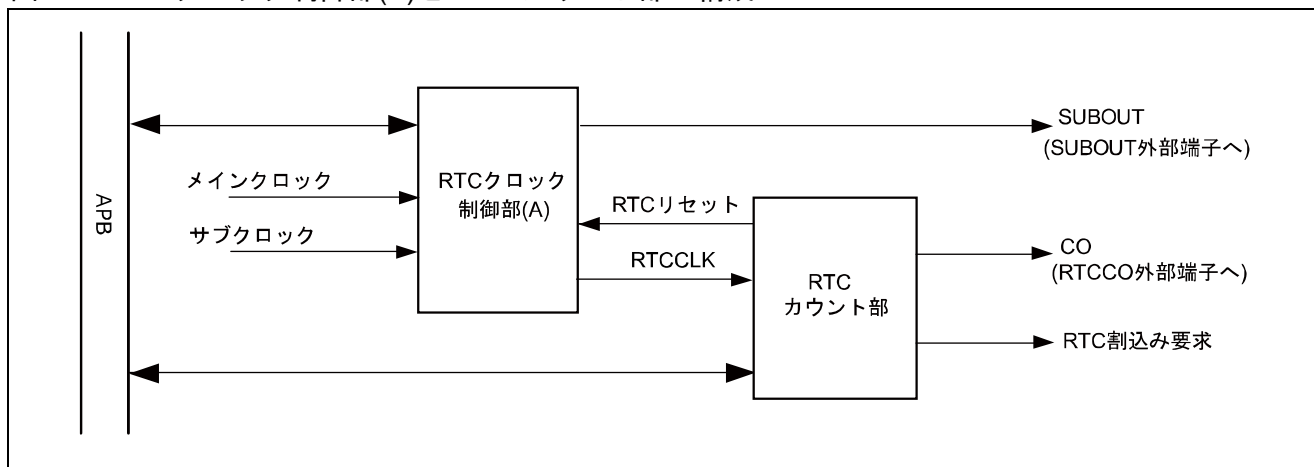 APB
メインクロック
サブクロック
RTCクロック
制御部(A)
RTCリセット
RTCCLK
RTC
カウント部
SUBOUT
(SUBOUT外部端子へ)
CO
(RTCCO外部端子へ)
RTC割込み要求